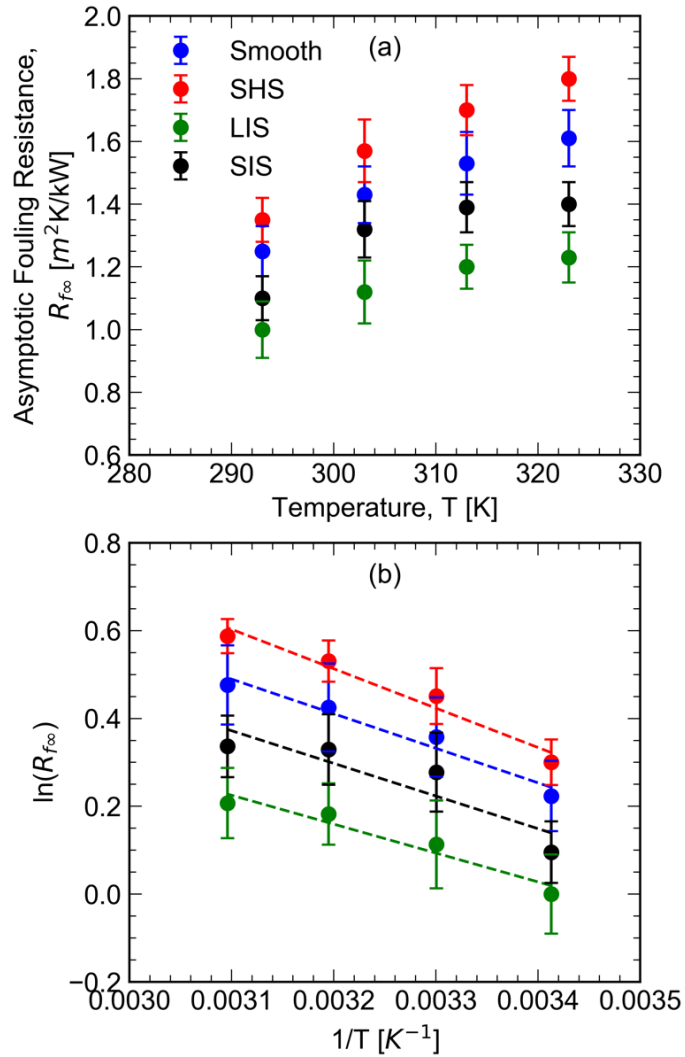 Asymptotic Fouling Resistance,
R_{f∞} [m²K/kW]
2.0
1.8
1.6
1.4
1.2
1.0
0.8
0.6
Smooth
SHS
LIS
SIS
(a)
280 290 300 310 320 330
Temperature, T [K]
ln(R_{f∞})
0.8
0.6
0.4
0.2
0.0
−0.2
(b)
0.0030 0.0031 0.0032 0.0033 0.0034 0.0035
1/T [K⁻¹]